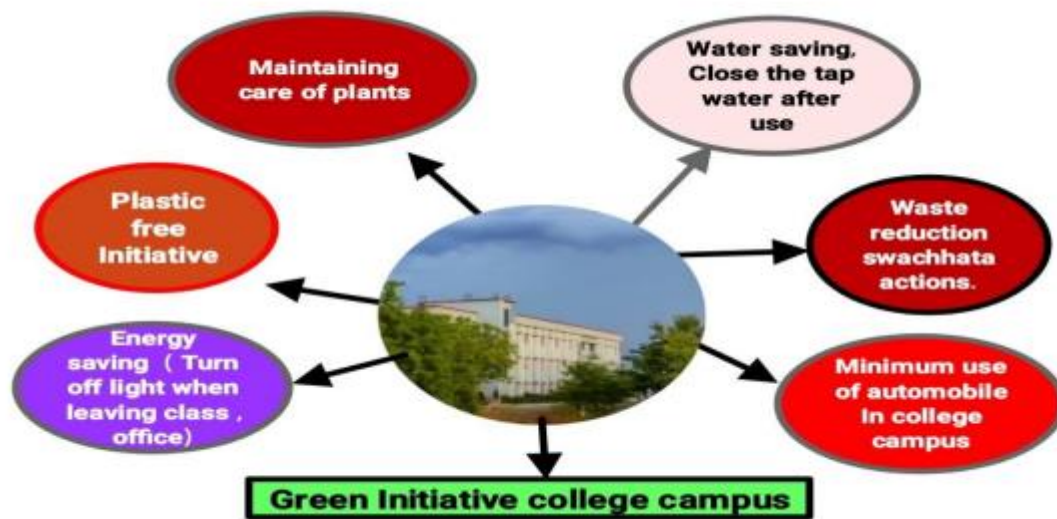 Maintaining
care of plants
Water saving,
Close the tap
water after
use
Plastic
free
Initiative
Waste
reduction
swachhata
actions.
Energy
saving ( Turn
off light when
leaving class ,
office)
Minimum use
of automobile
In college
campus
Green Initiative college campus